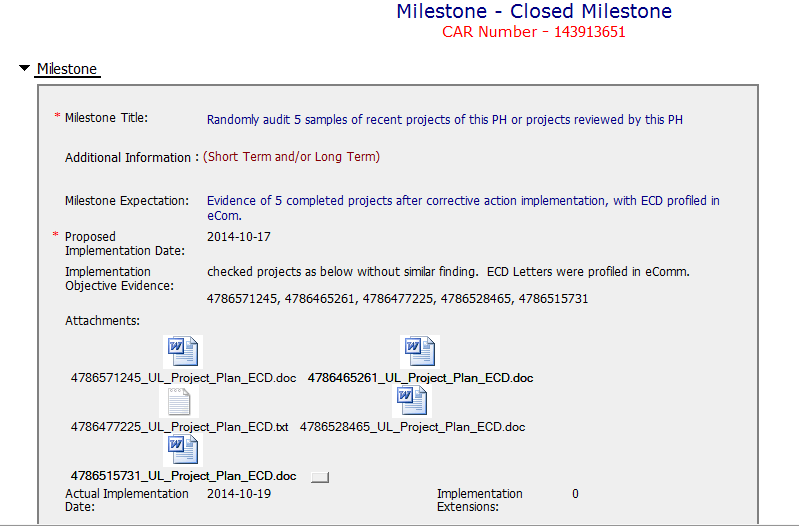 Milestone - Closed Milestone
CAR Number - 143913651
Milestone
* Milestone Title: Randomly audit 5 samples of recent projects of this PH or projects reviewed by this PH
Additional Information : (Short Term and/or Long Term)
Milestone Expectation: Evidence of 5 completed projects after corrective action implementation, with ECD profiled in
eCom.
* Proposed 2014-10-17
Implementation Date:
Implementation checked projects as below without similar finding. ECD Letters were profiled in eComm.
Objective Evidence:
4786571245, 4786465261, 4786477225, 4786528465, 4786515731
Attachments:
4786571245_UL_Project_Plan_ECD.doc 4786465261_UL_Project_Plan_ECD.doc
4786477225_UL_Project_Plan_ECD.txt 4786528465_UL_Project_Plan_ECD.doc
4786515731_UL_Project_Plan_ECD.doc
Actual Implementation 2014-10-19 Implementation 0
Date: Extensions: